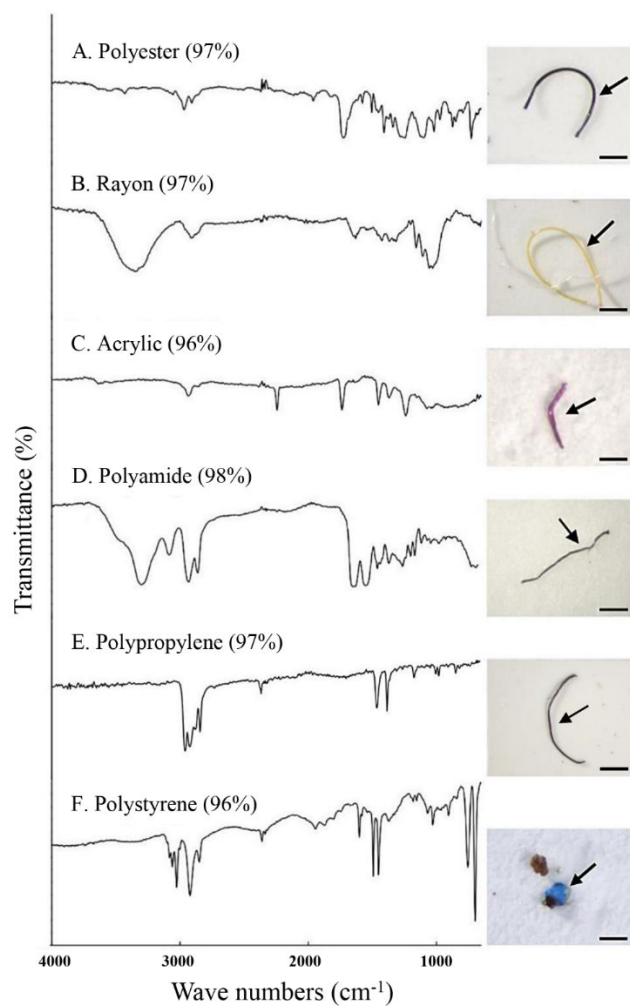 A. Polyester (97%)
B. Rayon (97%)
C. Acrylic (96%)
D. Polyamide (98%)
E. Polypropylene (97%)
F. Polystyrene (96%)
Transmittance (%)
4000 3000 2000 1000
Wave numbers (cm⁻¹)